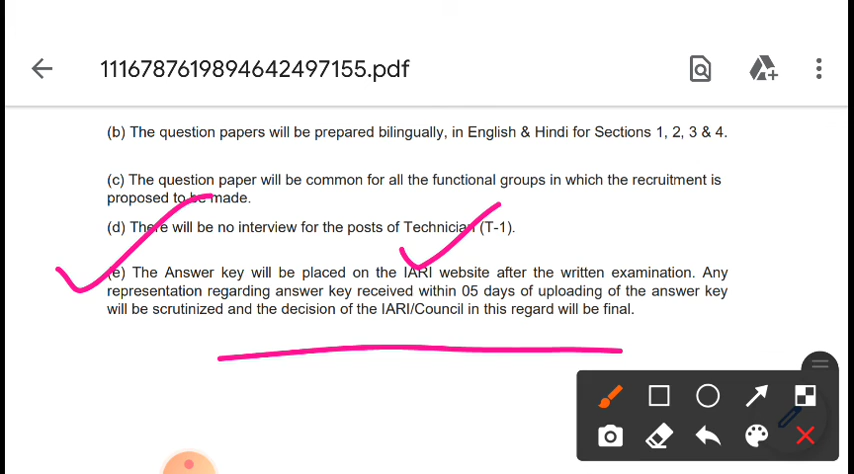 111678761989464249​7155.pdf
(b) The question papers will be prepared bilingually, in English & Hindi for Sections 1, 2, 3 & 4.
(c) The question paper will be common for all the functional groups in which the recruitment is
proposed to be made.
(d) There will be no interview for the posts of Technician (T-1).
(e) The Answer key will be placed on the IARI website after the written examination. Any
representation regarding answer key received within 05 days of uploading of the answer key
will be scrutinized and the decision of the IARI/Council in this regard will be final.